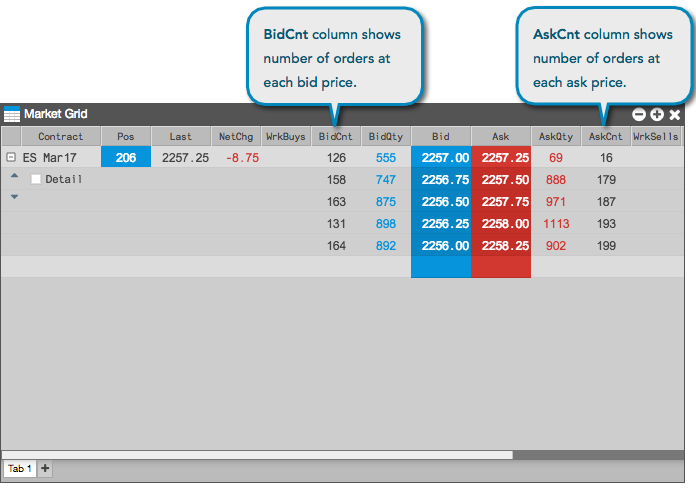 BidCnt column shows
number of orders at
each bid price.
AskCnt column shows
number of orders at
each ask price.
Market Grid
Contract Pos Last NetChg WrkBuys BidCnt BidQty Bid Ask AskQty AskCnt WrkSells
ES Mar17 206 2257.25 -8.75 126 555 2257.00 2257.25 69 16
Detail 158 747 2256.75 2257.50 888 179
163 875 2256.50 2257.75 971 187
131 898 2256.25 2258.00 1113 193
164 892 2256.00 2258.25 902 199
Tab 1 +